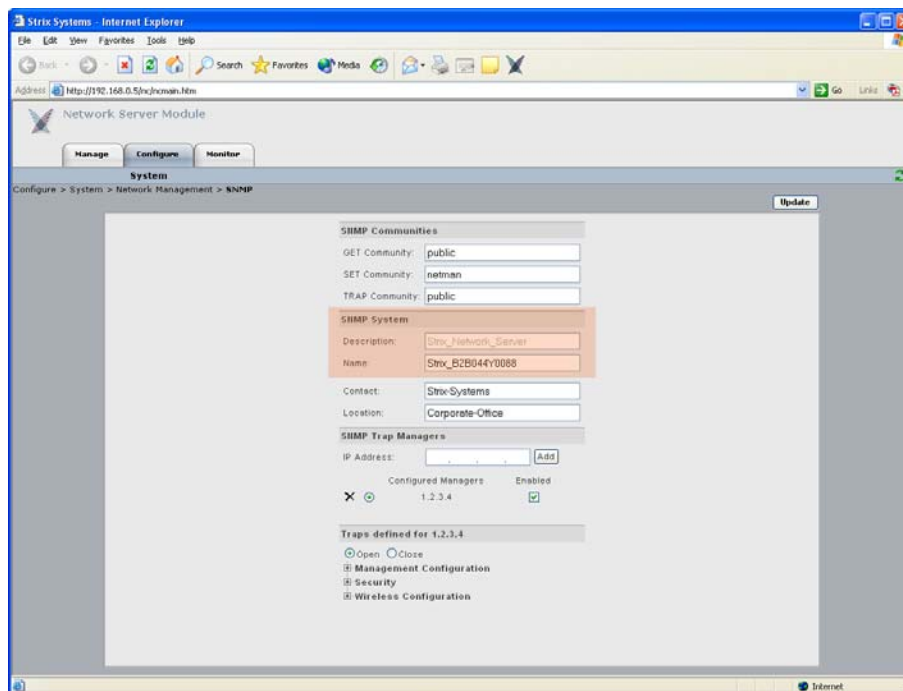 Strix Systems - Internet Explorer
File Edit View Favorites Tools Help
Back Search Favorites Media
Address http://192.168.0.5/nc/ncmain.htm Go Links
Network Server Module
Manage Configure Monitor
System
Configure > System > Network Management > SNMP
Update
SNMP Communities
GET Community: public
SET Community: netman
TRAP Community: public
SNMP System
Description: Strix_Network_Server
Name: Strix_B2B044Y0088
Contact: Strix-Systems
Location: Corporate-Office
SNMP Trap Managers
IP Address: . . . Add
Configured Managers Enabled
1.2.3.4
Traps defined for 1.2.3.4
Open Close
Management Configuration
Security
Wireless Configuration
Internet